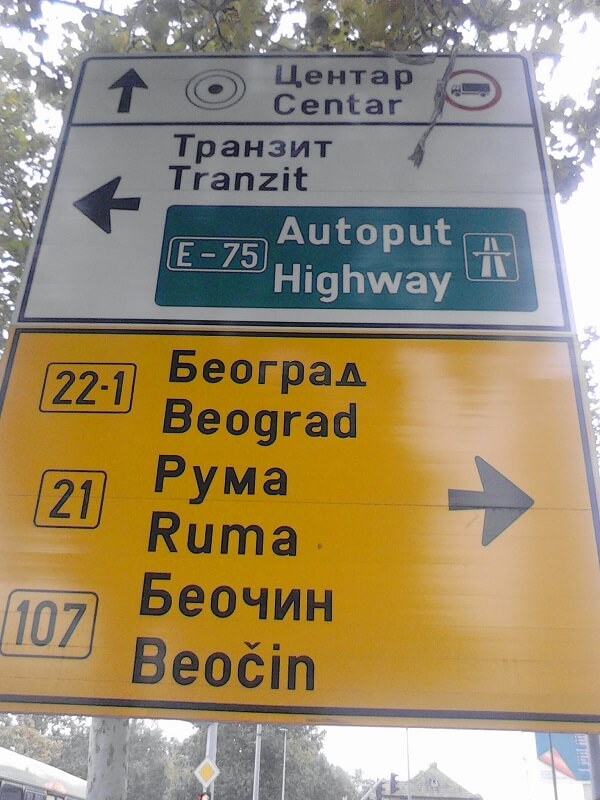 Центар
Centar
Транзит
Tranzit
E-75
Autoput
Highway
22-1
Београд
Beograd
21
Рума
Ruma
107
Беочин
Beočin